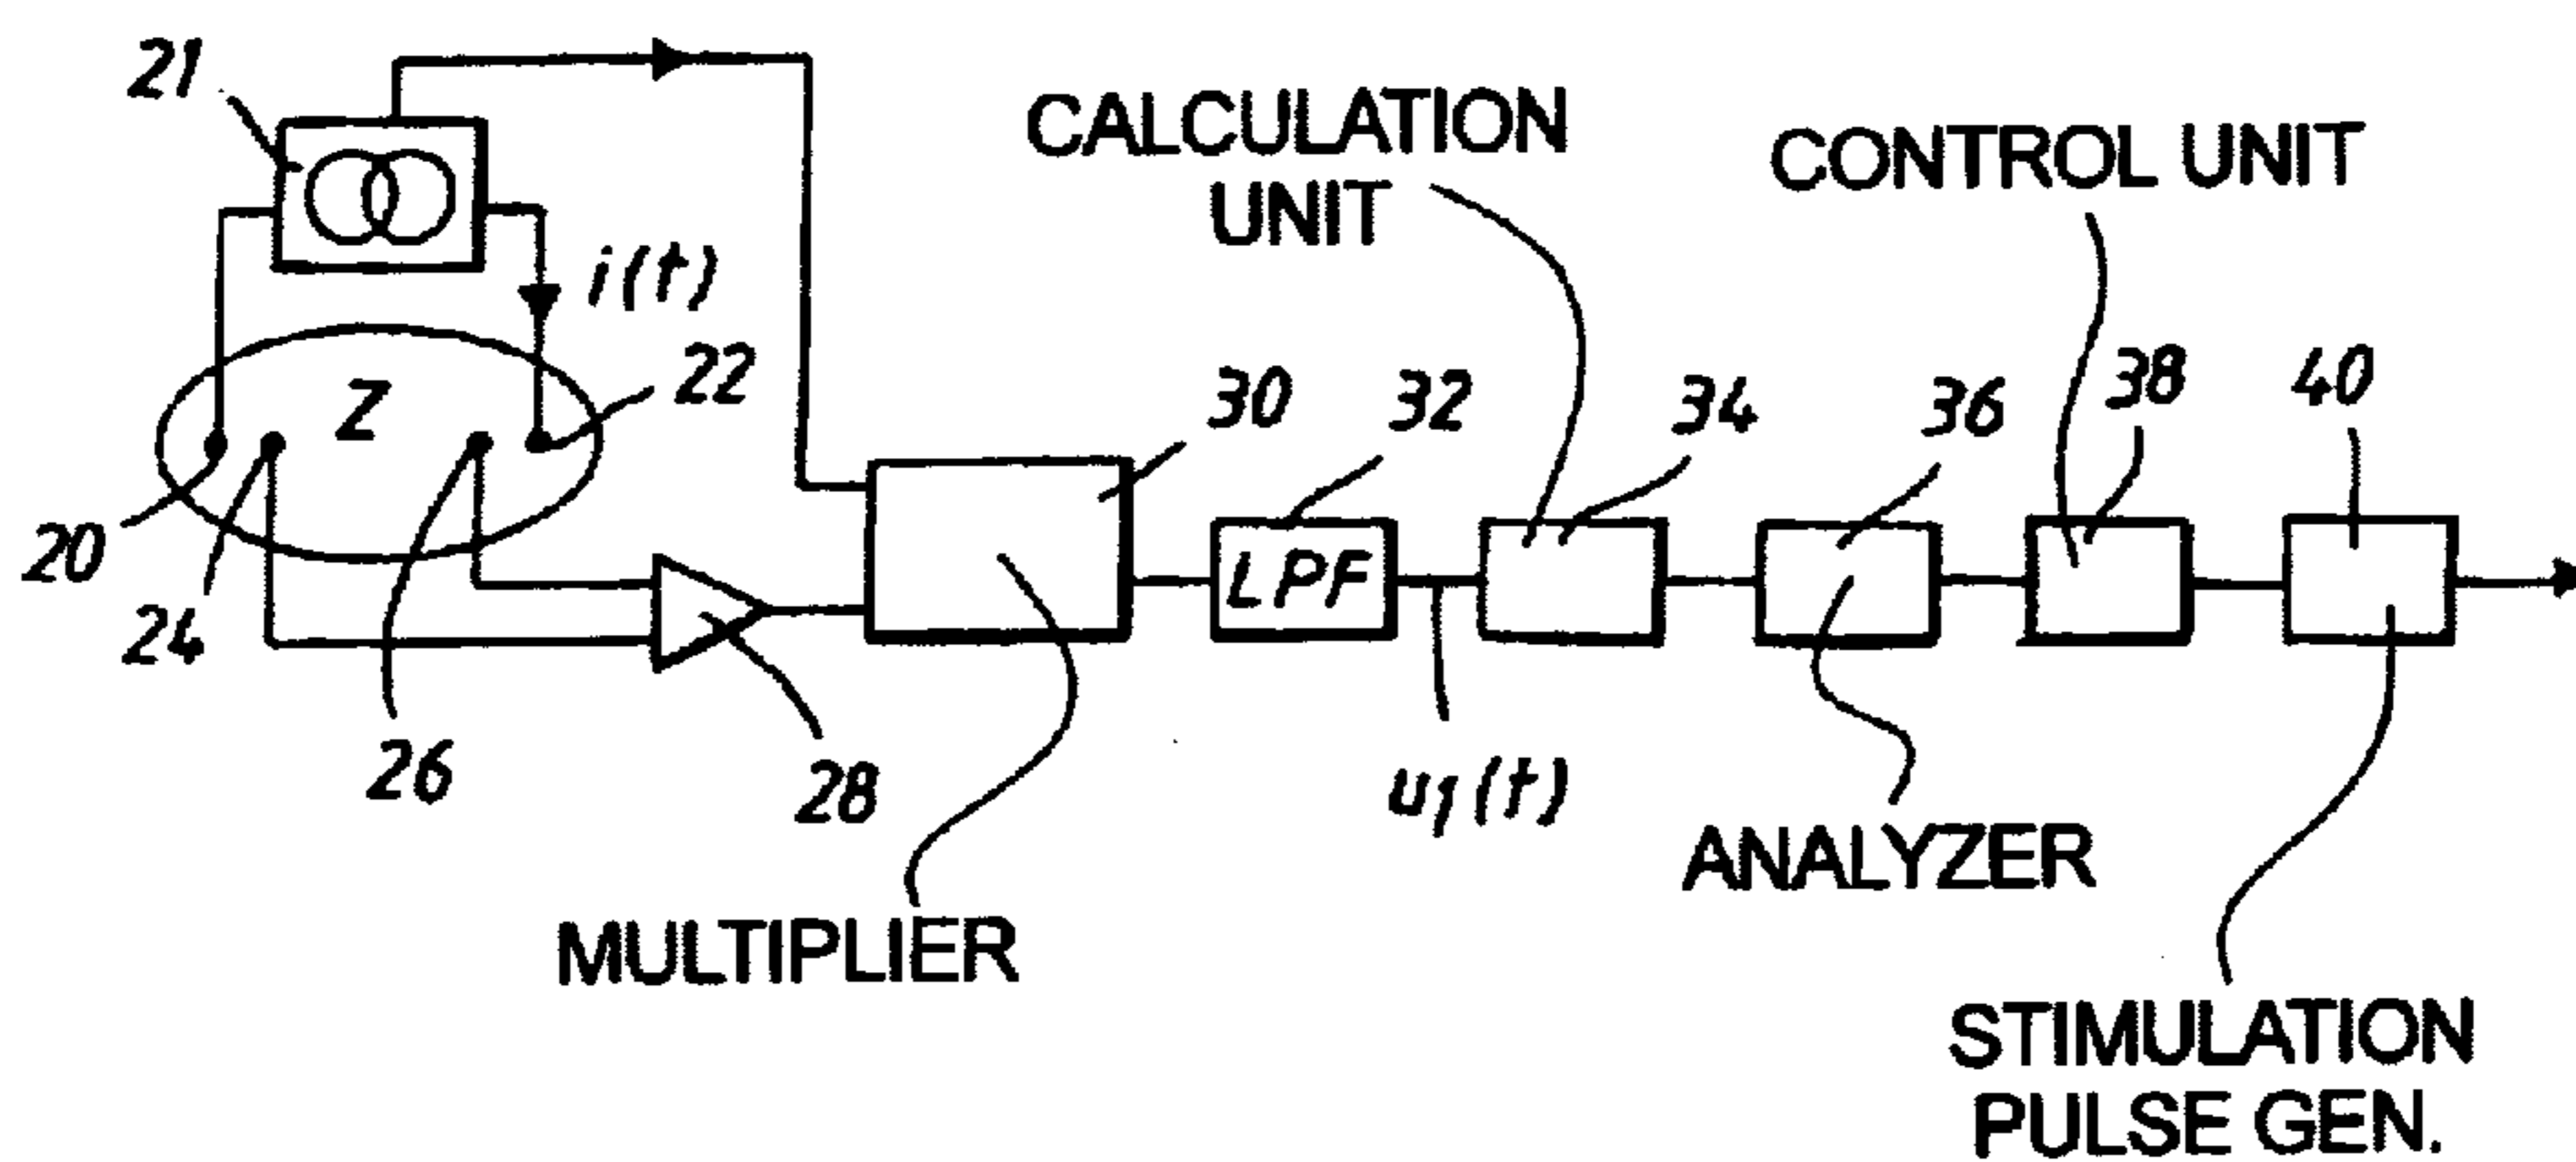 21
CALCULATION
UNIT
CONTROL UNIT
i(t)
22
Z
30
32
34
36
38
40
20
24
26
28
LPF
u1(t)
MULTIPLIER
ANALYZER
STIMULATION
PULSE GEN.